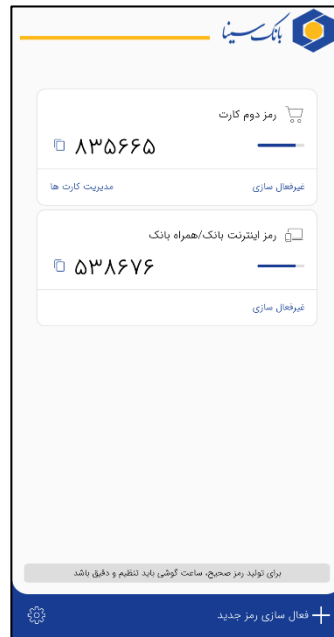 بانک سینا
رمز دوم کارت
۸۳۵۶۶۵
غیرفعال سازی
مدیریت کارت ها
رمز اینترنت بانک/همراه بانک
۵۳۸۶۷۶
غیرفعال سازی
برای تولید رمز صحیح، ساعت گوشی باید تنظیم و دقیق باشد
فعال سازی رمز جدید